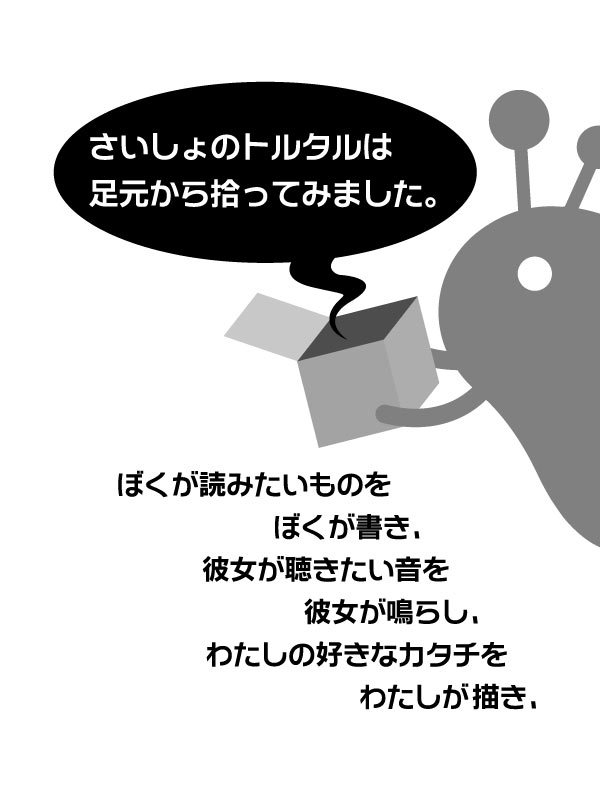 さいしょのトルタルは
足元から拾ってみました。
ぼくが読みたいものを
ぼくが書き、
彼女が聴きたい音を
彼女が鳴らし、
わたしの好きなカタチを
わたしが描き、